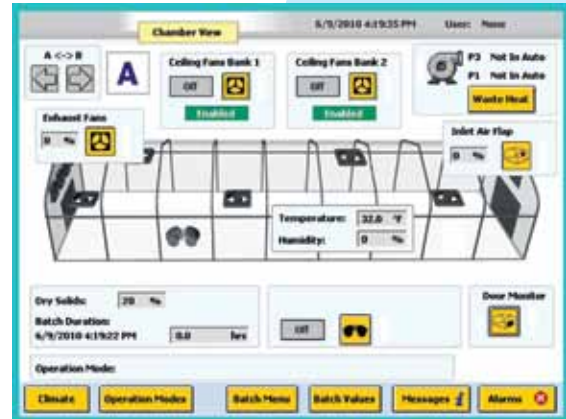 Chamber View
6/9/2010 4:19:35 PM User: None
A <-> B
A
Ceiling Fans Bank 1
Off
Enabled
Ceiling Fans Bank 2
Off
Enabled
P3 Not In Auto
P1 Not In Auto
Waste Heat
Exhaust Fans
0 %
Inlet Air Flap
0 %
Temperature: 32.0 °F
Humidity: 0 %
Dry Solids: 20 %
Batch Duration:
6/9/2010 4:19:22 PM 0.0 hrs
Off
Door Monitor
Operation Mode:
Climate
Operation Modes
Batch Menu
Batch Values
Messages
Alarms